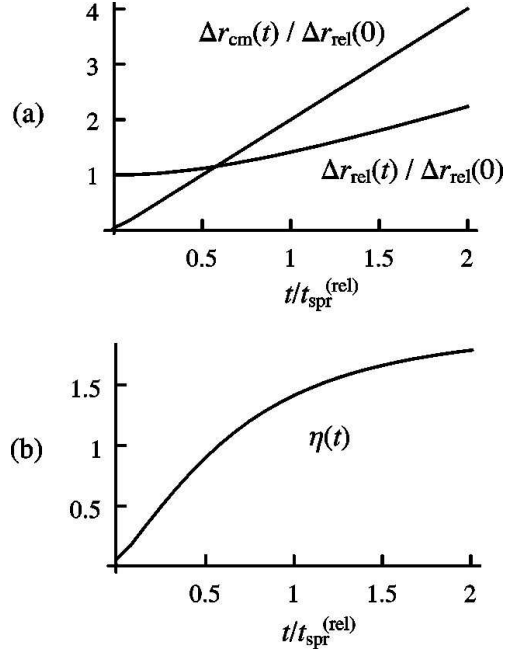 (a)
4
3
2
1
Δr_cm(t) / Δr_rel(0)
Δr_rel(t) / Δr_rel(0)
0.5 1 1.5 2
t/t_spr^(rel)
(b)
1.5
1
0.5
η(t)
0.5 1 1.5 2
t/t_spr^(rel)